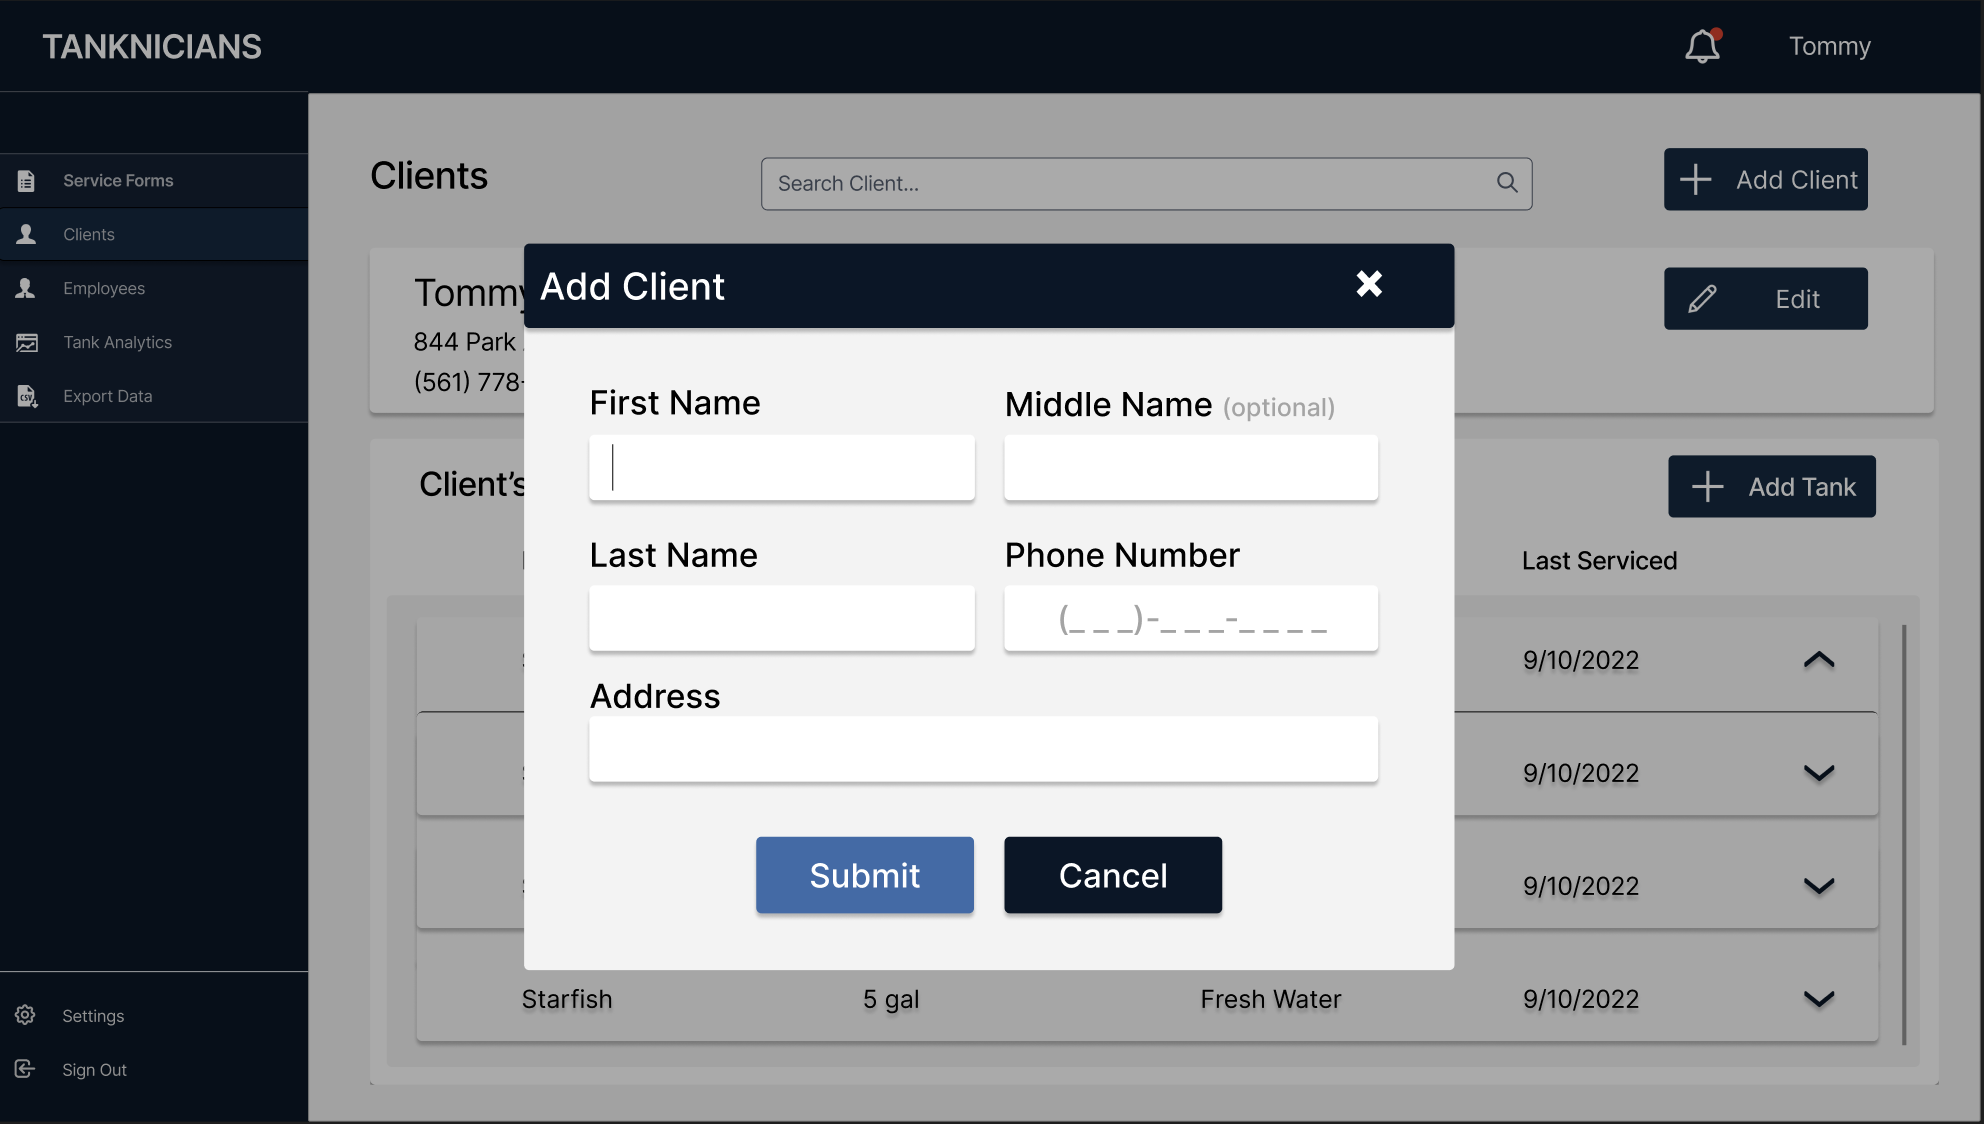 TANKNICIANS
Tommy
Service Forms
Clients
Employees
Tank Analytics
CSV
Export Data
Settings
Sign Out
Clients
Search Client...
Add Client
Tommy
844 Park
(561) 778-
Edit
Client's
Add Tank
Last Serviced
9/10/2022
9/10/2022
9/10/2022
Starfish 5 gal Fresh Water 9/10/2022
Add Client
First Name
Middle Name (optional)
Last Name
Phone Number
(_ _ _)-_ _ _-_ _ _ _
Address
Submit
Cancel